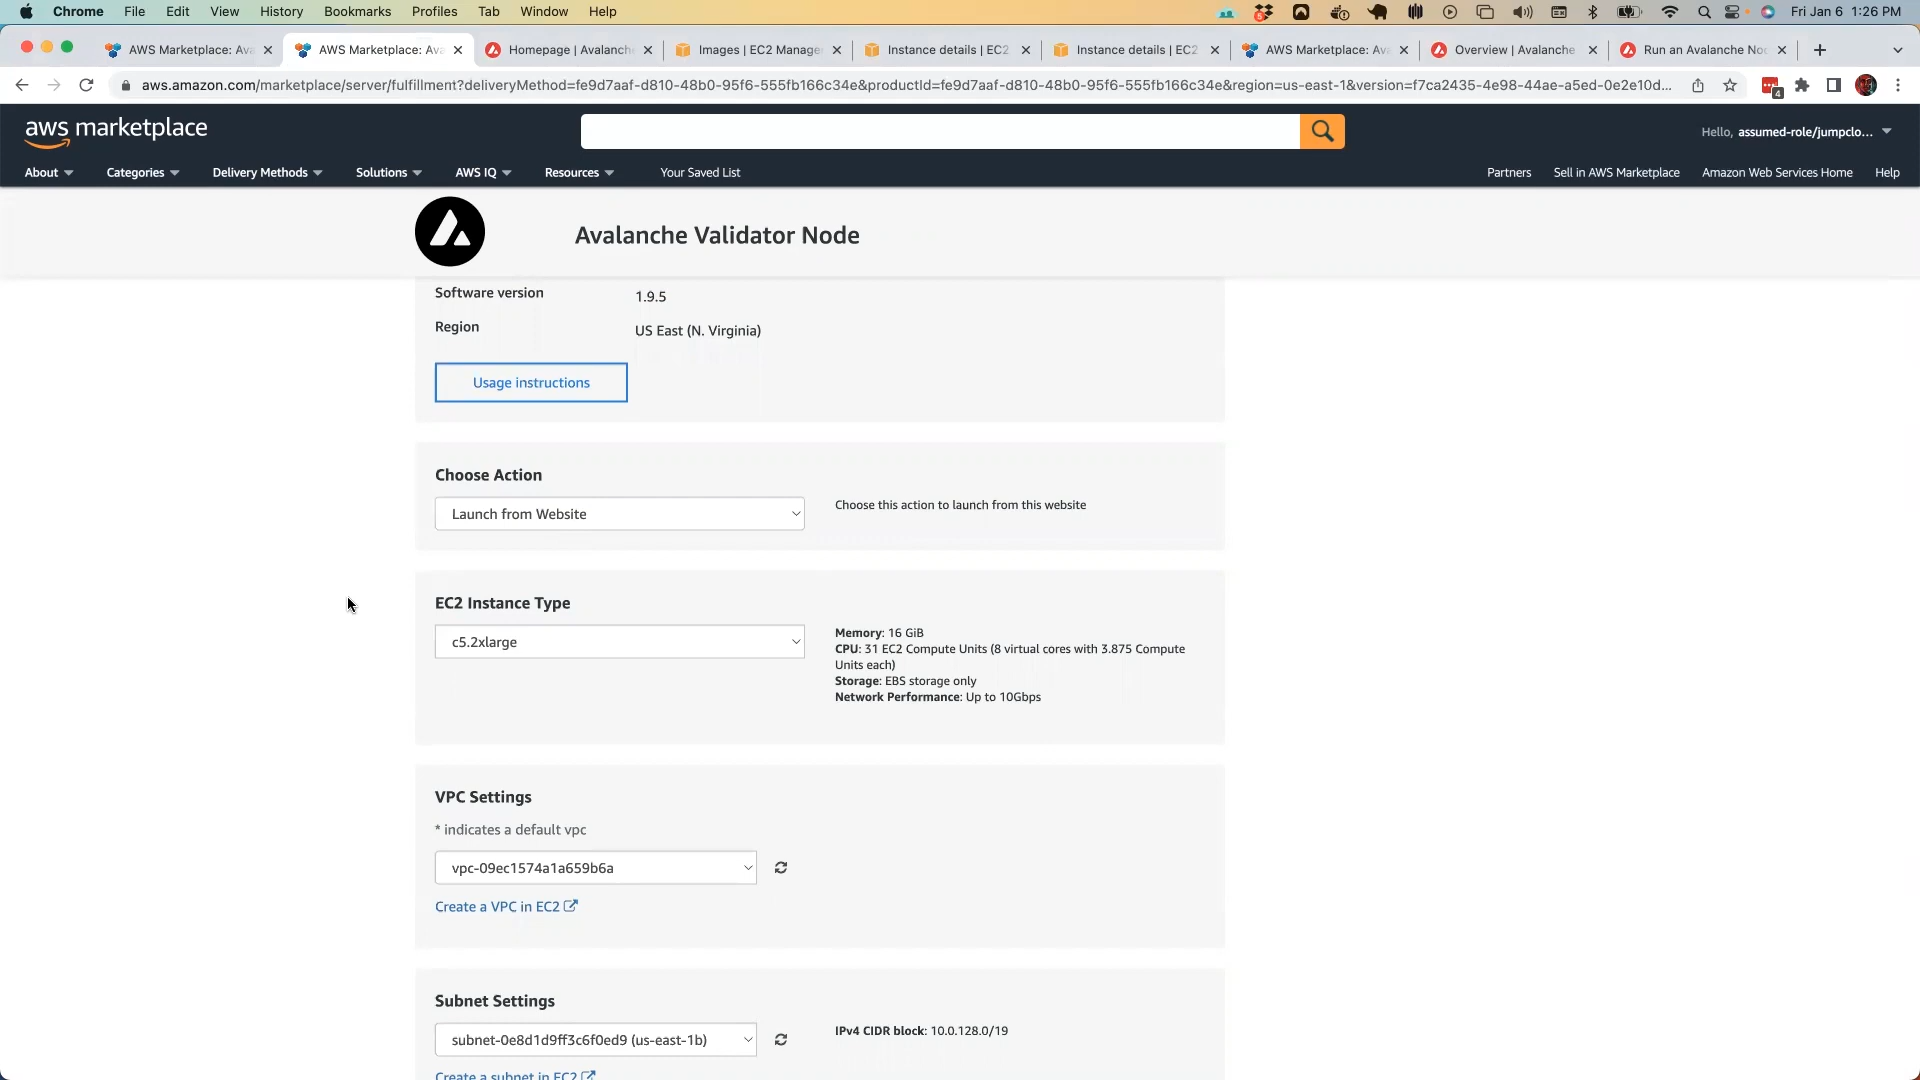 Chrome File Edit View History Bookmarks Profiles Tab Window Help Fri Jan 6 1:26 PM
AWS Marketplace: Ava AWS Marketplace: Ava Homepage | Avalanche Images | EC2 Manager Instance details | EC2 Instance details | EC2 AWS Marketplace: Ava Overview | Avalanche Run an Avalanche No
aws.amazon.com/marketplace/server/fulfillment?deliveryMethod=fe9d7aaf-d810-48b0-95f6-555fb166c34e&productId=fe9d7aaf-d810-48b0-95f6-555fb166c34e&region=us-east-1&version=f7ca2435-4e98-44ae-a5ed-0e2e10d... 4
aws marketplace Hello, assumed-role/jumpclo...
About Categories Delivery Methods Solutions AWS IQ Resources Your Saved List Partners Sell in AWS Marketplace Amazon Web Services Home Help
Avalanche Validator Node
Software version 1.9.5
Region US East (N. Virginia)
Usage instructions
Choose Action
Launch from Website Choose this action to launch from this website
EC2 Instance Type
c5.2xlarge Memory: 16 GiB
CPU: 31 EC2 Compute Units (8 virtual cores with 3.875 Compute
Units each)
Storage: EBS storage only
Network Performance: Up to 10Gbps
VPC Settings
* indicates a default vpc
vpc-09ec1574a1a659b6a
Create a VPC in EC2
Subnet Settings
subnet-0e8d1d9ff3c6f0ed9 (us-east-1b) IPv4 CIDR block: 10.0.128.0/19
Create a subnet in EC2